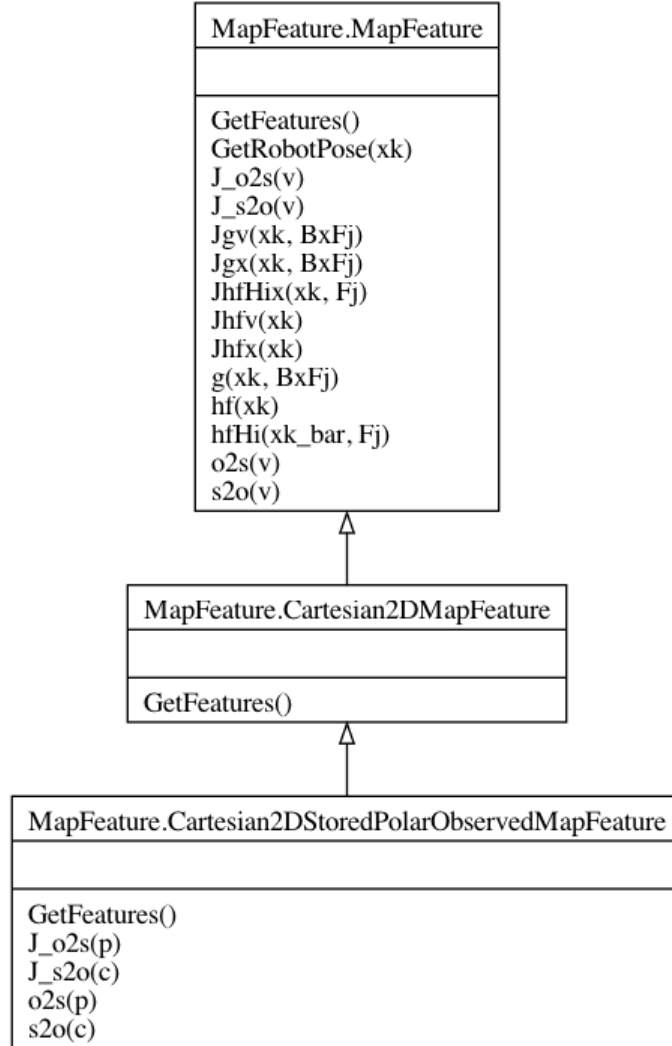 MapFeature.MapFeature
GetFeatures()
GetRobotPose(xk)
J_o2s(v)
J_s2o(v)
Jgv(xk, BxFj)
Jgx(xk, BxFj)
JhfHix(xk, Fj)
Jhfv(xk)
Jhfx(xk)
g(xk, BxFj)
hf(xk)
hfHi(xk_bar, Fj)
o2s(v)
s2o(v)
MapFeature.Cartesian2DMapFeature
GetFeatures()
MapFeature.Cartesian2DStoredPolarObservedMapFeature
GetFeatures()
J_o2s(p)
J_s2o(c)
o2s(p)
s2o(c)